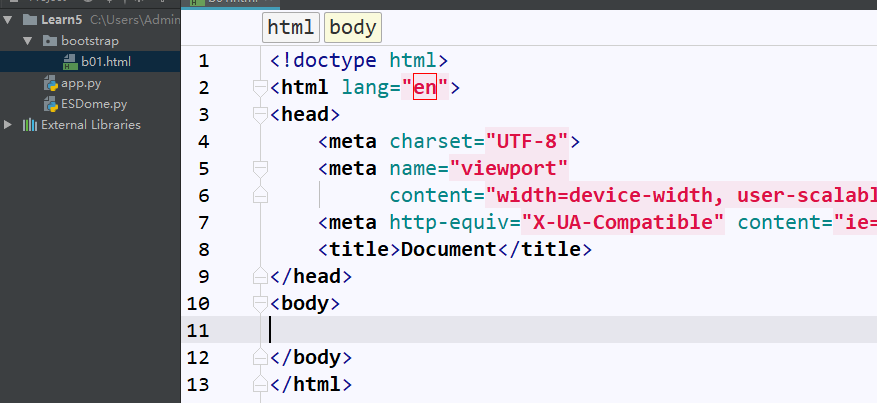 Learn5 C:\Users\Admin
bootstrap
b01.html
app.py
ESDome.py
External Libraries
html body
1 <!doctype html>
2 <html lang="en">
3 <head>
4 <meta charset="UTF-8">
5 <meta name="viewport"
6 content="width=device-width, user-scalabl
7 <meta http-equiv="X-UA-Compatible" content="ie=
8 <title>Document</title>
9 </head>
10 <body>
11
12 </body>
13 </html>